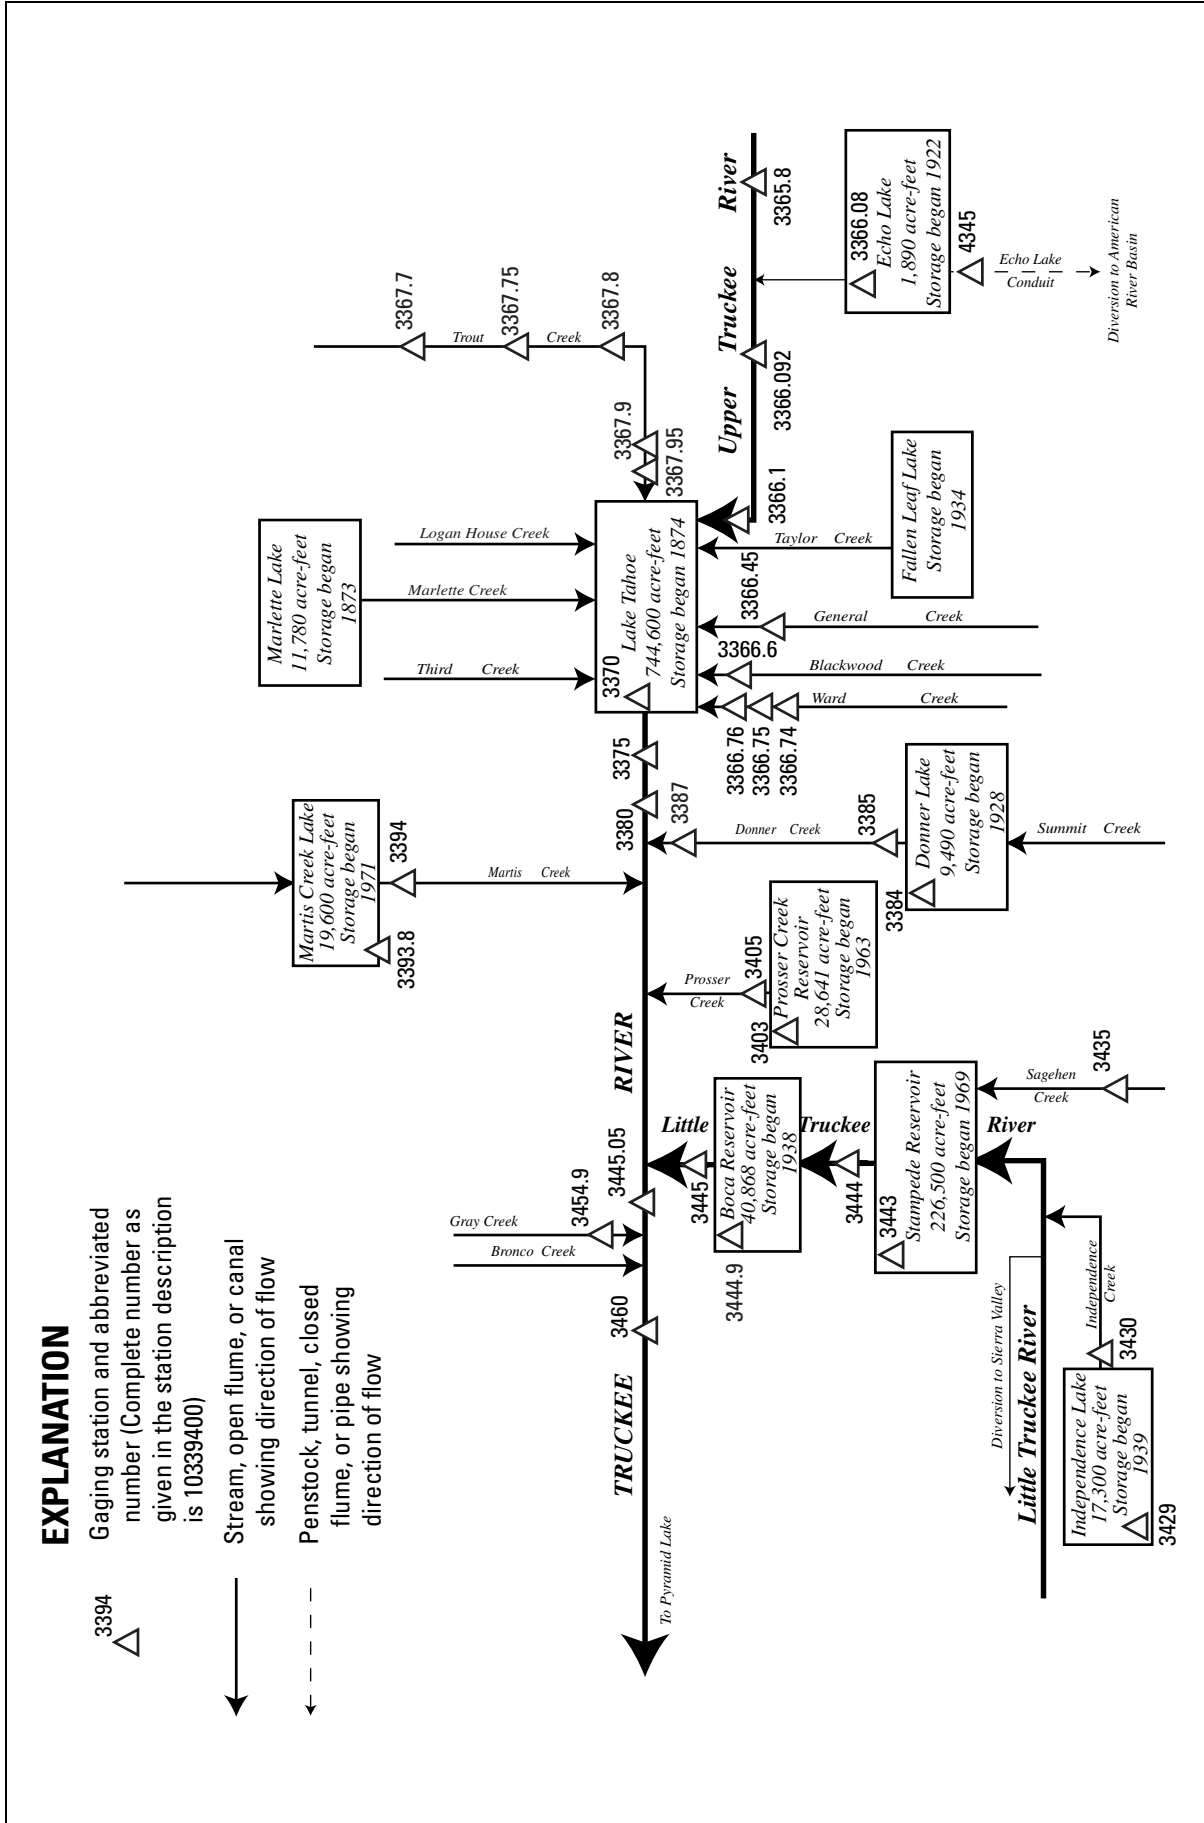 EXPLANATION
3394
Gaging station and abbreviated
number (Complete number as
given in the station description
is 10339400)
Stream, open flume, or canal
showing direction of flow
Penstock, tunnel, closed
flume, or pipe showing
direction of flow
3367.7
Trout Creek
3367.75
3367.8
3367.9
3367.95
Upper Truckee River
3365.8
3366.092
3366.1
3366.08
Echo Lake
1,890 acre-feet
Storage began 1922
4345
Echo Lake
Conduit
Diversion to American
River Basin
Marlette Lake
11,780 acre-feet
Storage began
1873
Logan House Creek
Marlette Creek
Third Creek
3370
Lake Tahoe
744,600 acre-feet
Storage began 1874
Taylor Creek
Fallen Leaf Lake
Storage began
1934
3366.45
General Creek
3366.6
Blackwood Creek
Ward Creek
3366.76
3366.75
3366.74
3375
3380
3387
Donner Creek
3385
3384
Donner Lake
9,490 acre-feet
Storage began
1928
Summit Creek
Martis Creek Lake
19,600 acre-feet
Storage began
1971
3394
3393.8
Martis Creek
Prosser
Creek
3405
3403
Prosser Creek
Reservoir
28,641 acre-feet
Storage began
1963
TRUCKEE RIVER
Little Truckee River
3445.05
3454.9
Gray Creek
Bronco Creek
3460
3445
Boca Reservoir
40,868 acre-feet
Storage began
1938
3444.9
3444
3443
Stampede Reservoir
226,500 acre-feet
Storage began 1969
Sagehen
Creek
3435
To Pyramid Lake
Diversion to Sierra Valley
Little Truckee River
Independence
Creek
3430
Independence Lake
17,300 acre-feet
Storage began
1939
3429